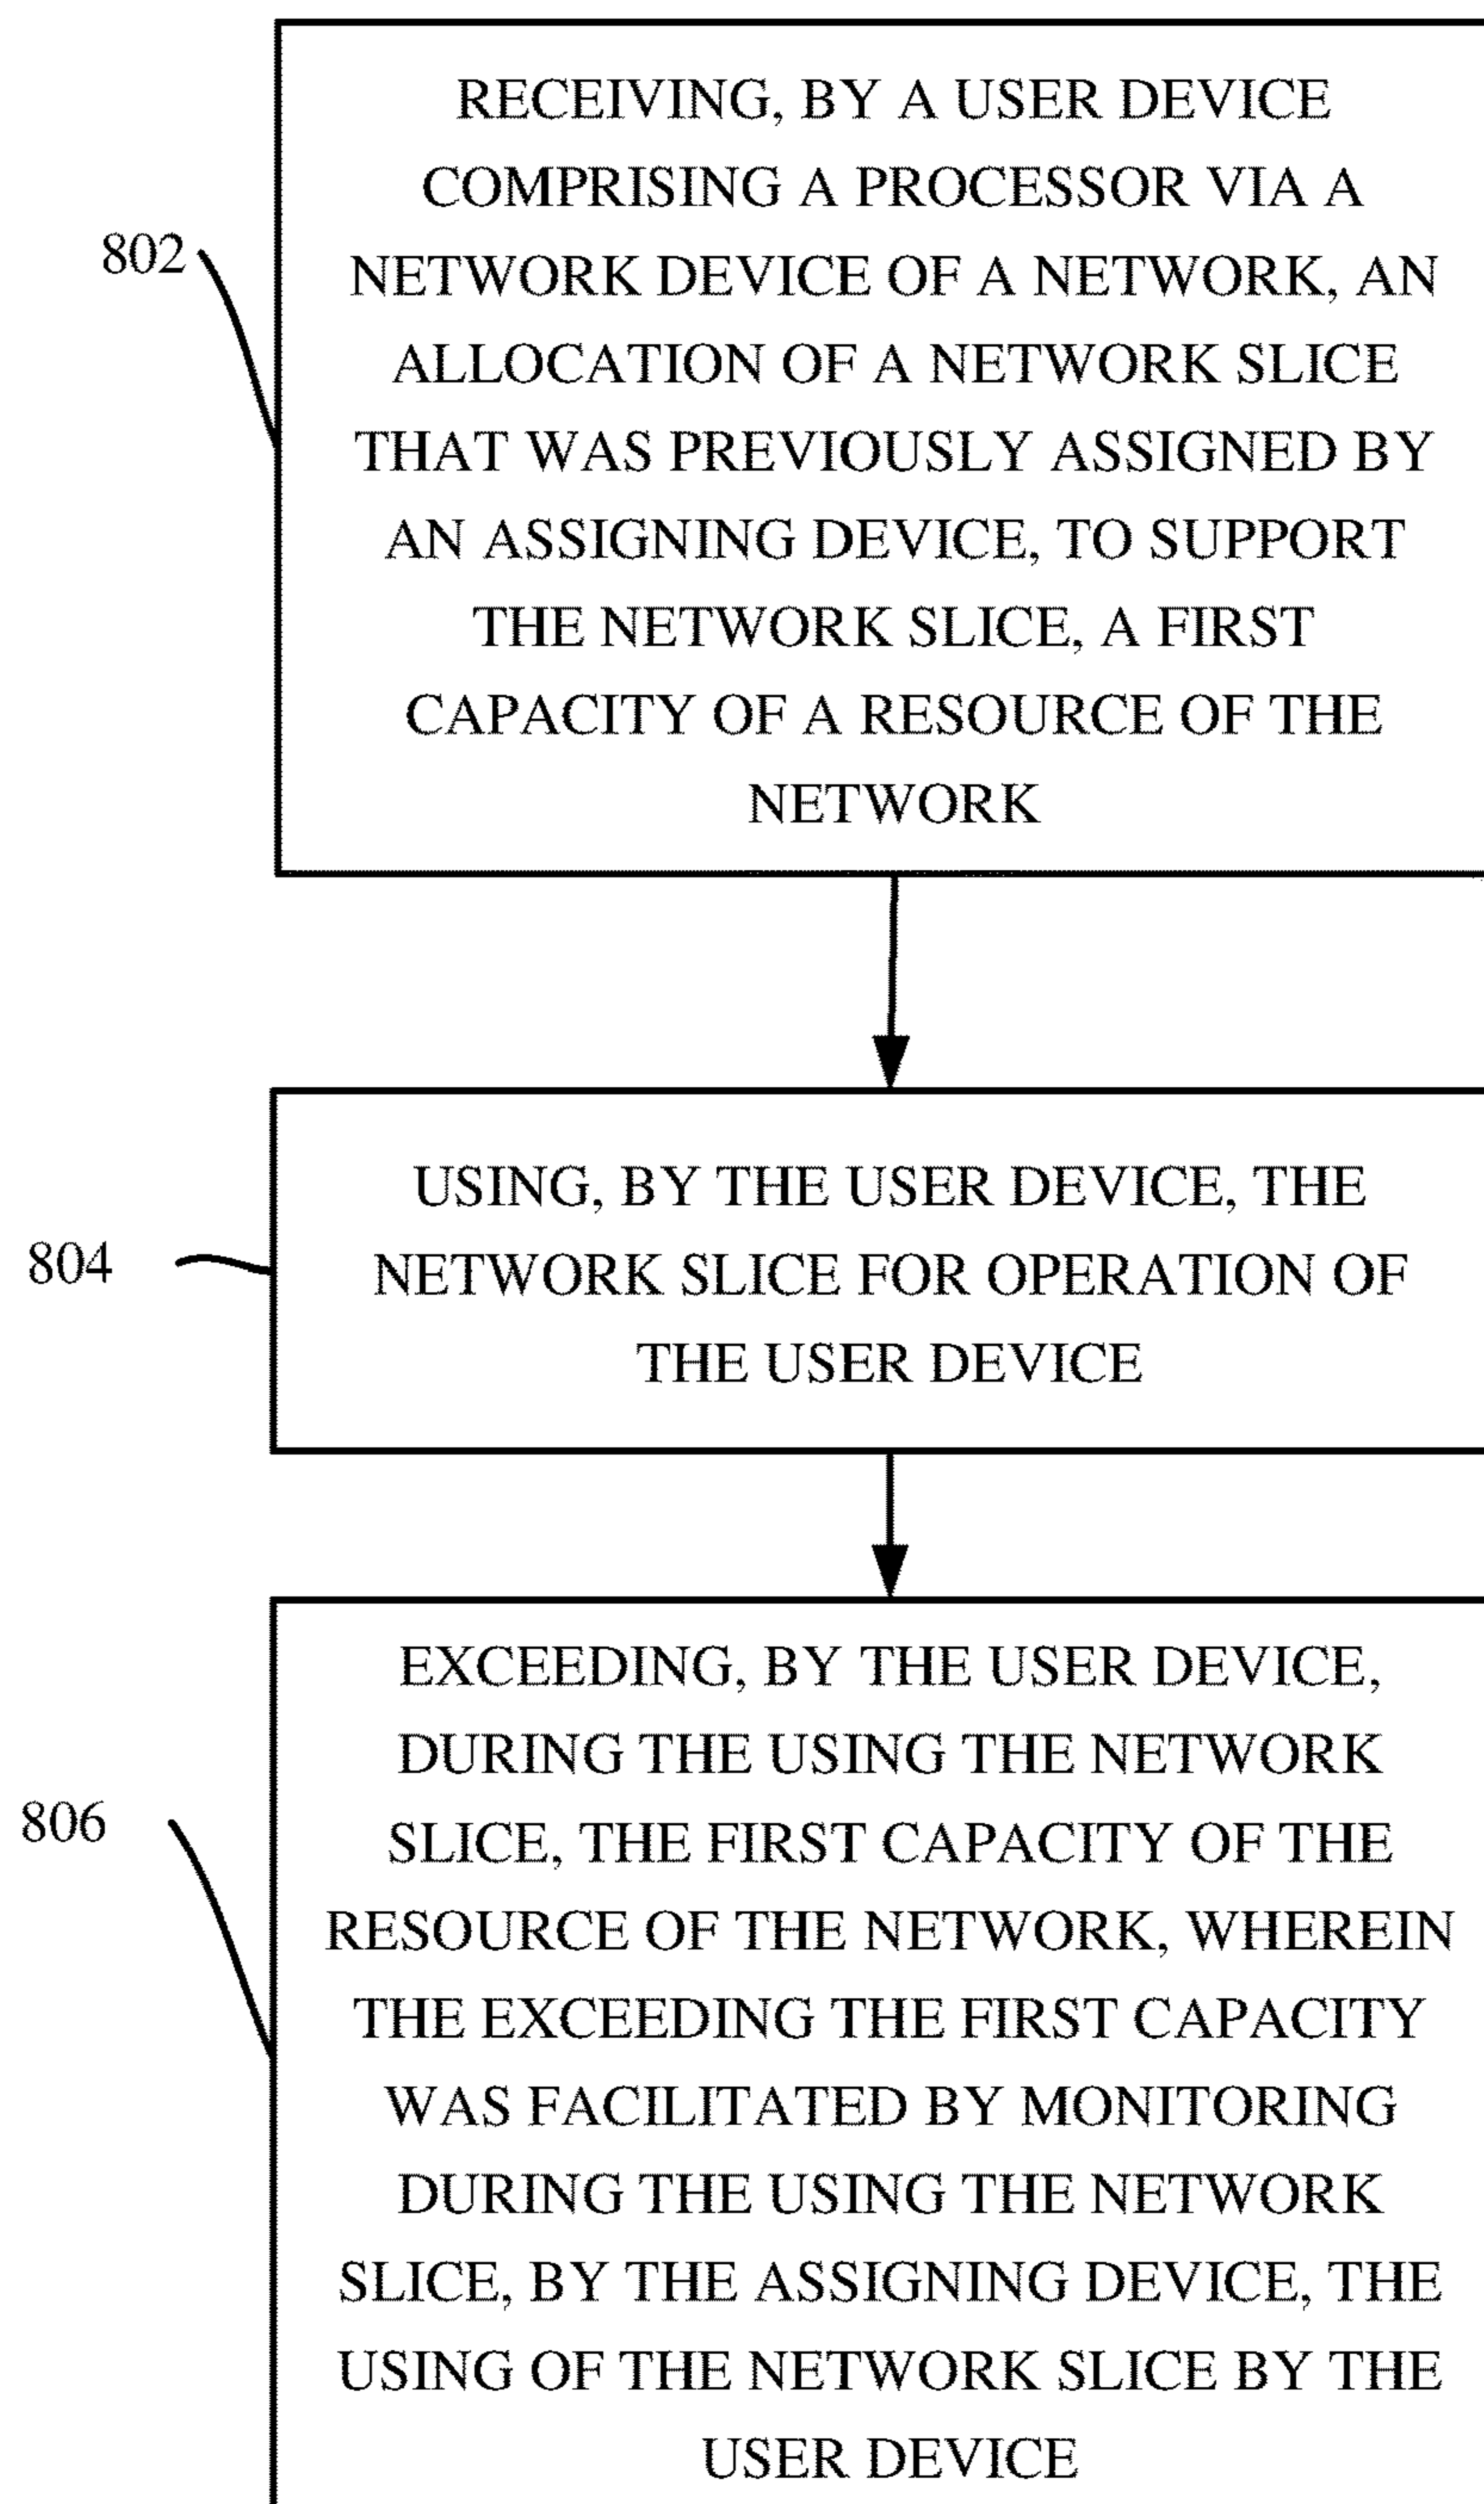 RECEIVING, BY A USER DEVICE
COMPRISING A PROCESSOR VIA A
802
NETWORK DEVICE OF A NETWORK, AN
ALLOCATION OF A NETWORK SLICE
THAT WAS PREVIOUSLY ASSIGNED BY
AN ASSIGNING DEVICE, TO SUPPORT
THE NETWORK SLICE, A FIRST
CAPACITY OF A RESOURCE OF THE
NETWORK
USING, BY THE USER DEVICE, THE
804
NETWORK SLICE FOR OPERATION OF
THE USER DEVICE
EXCEEDING, BY THE USER DEVICE,
DURING THE USING THE NETWORK
806
SLICE, THE FIRST CAPACITY OF THE
RESOURCE OF THE NETWORK, WHEREIN
THE EXCEEDING THE FIRST CAPACITY
WAS FACILITATED BY MONITORING
DURING THE USING THE NETWORK
SLICE, BY THE ASSIGNING DEVICE, THE
USING OF THE NETWORK SLICE BY THE
USER DEVICE